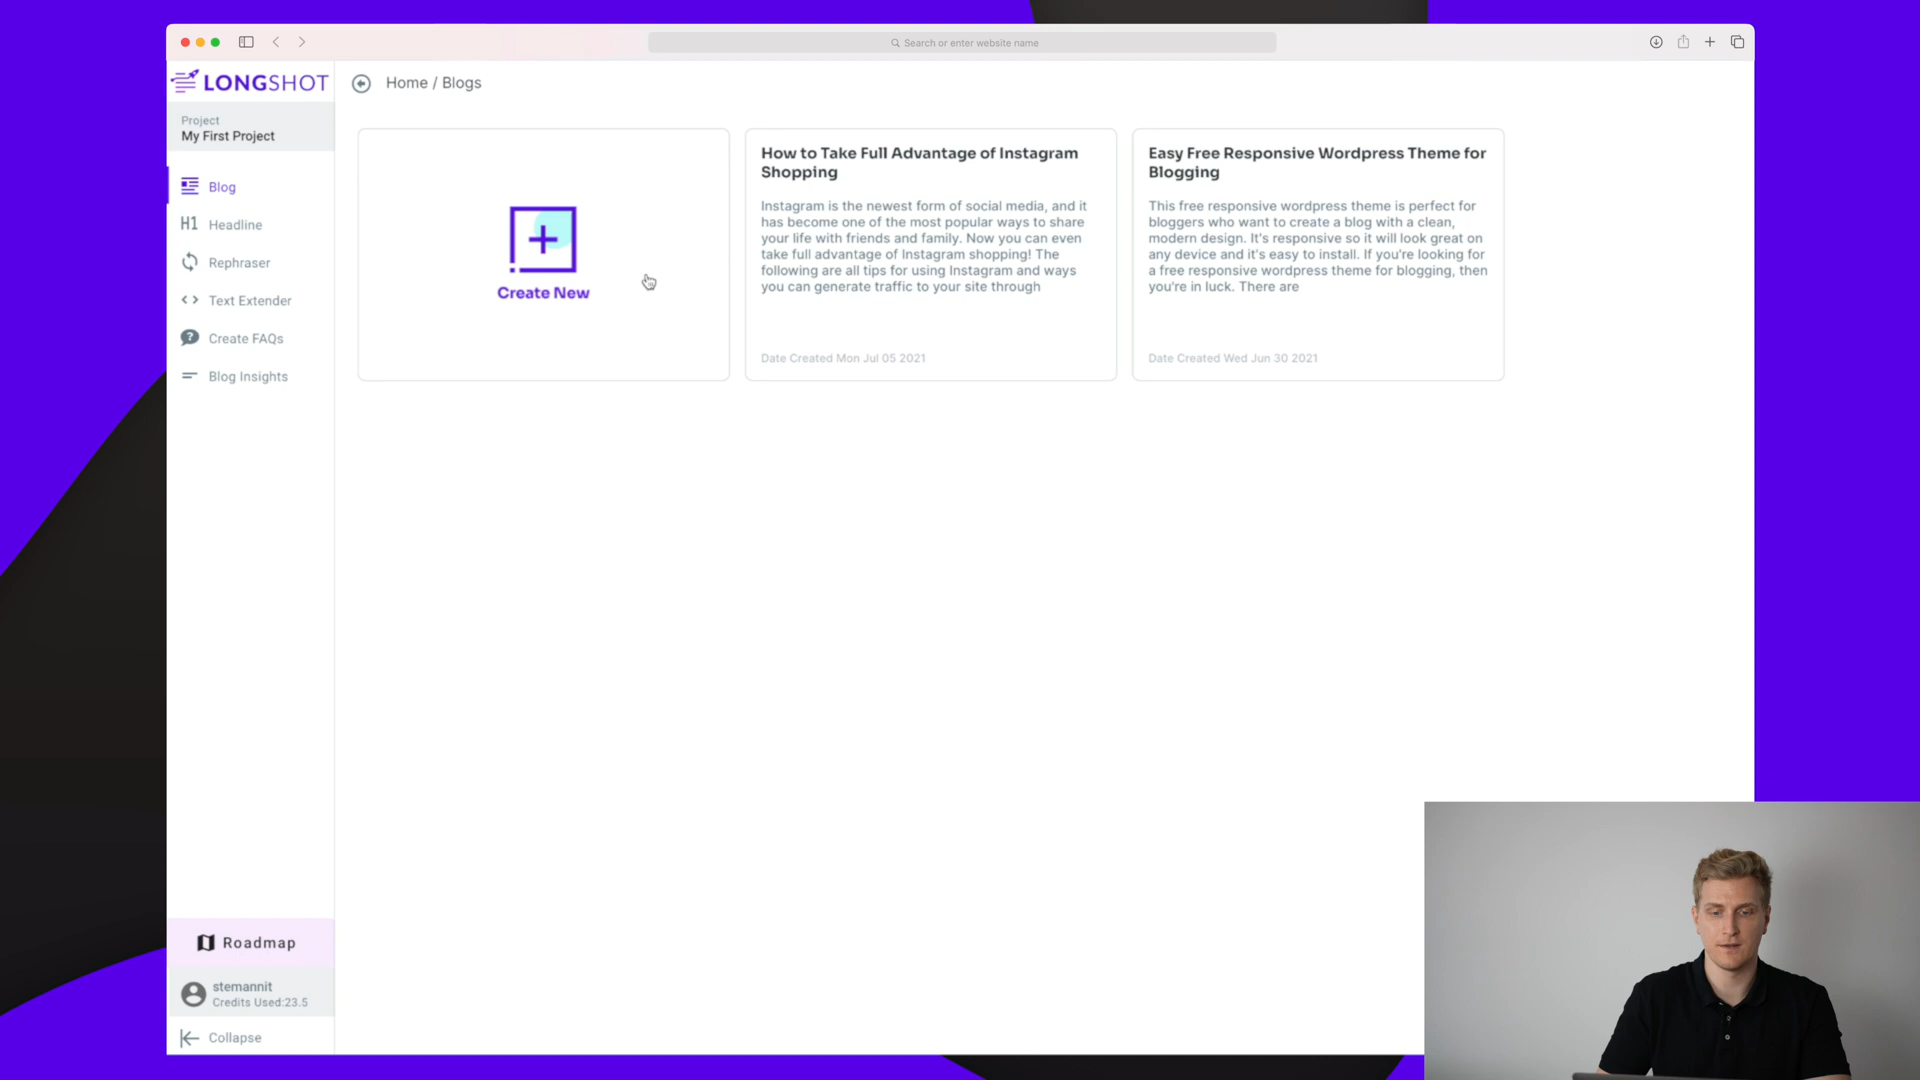 Search or enter website name
LONGSHOT
Home / Blogs
Project
My First Project
Blog
H1 Headline
Rephraser
Text Extender
Create FAQs
Blog Insights
Create New
How to Take Full Advantage of Instagram
Shopping
Instagram is the newest form of social media, and it
has become one of the most popular ways to share
your life with friends and family. Now you can even
take full advantage of Instagram shopping! The
following are all tips for using Instagram and ways
you can generate traffic to your site through
Date Created Mon Jul 05 2021
Easy Free Responsive Wordpress Theme for
Blogging
This free responsive wordpress theme is perfect for
bloggers who want to create a blog with a clean,
modern design. It's responsive so it will look great on
any device and it's easy to install. If you're looking for
a free responsive wordpress theme for blogging, then
you're in luck. There are
Date Created Wed Jun 30 2021
Roadmap
stemannit
Credits Used:23.5
Collapse